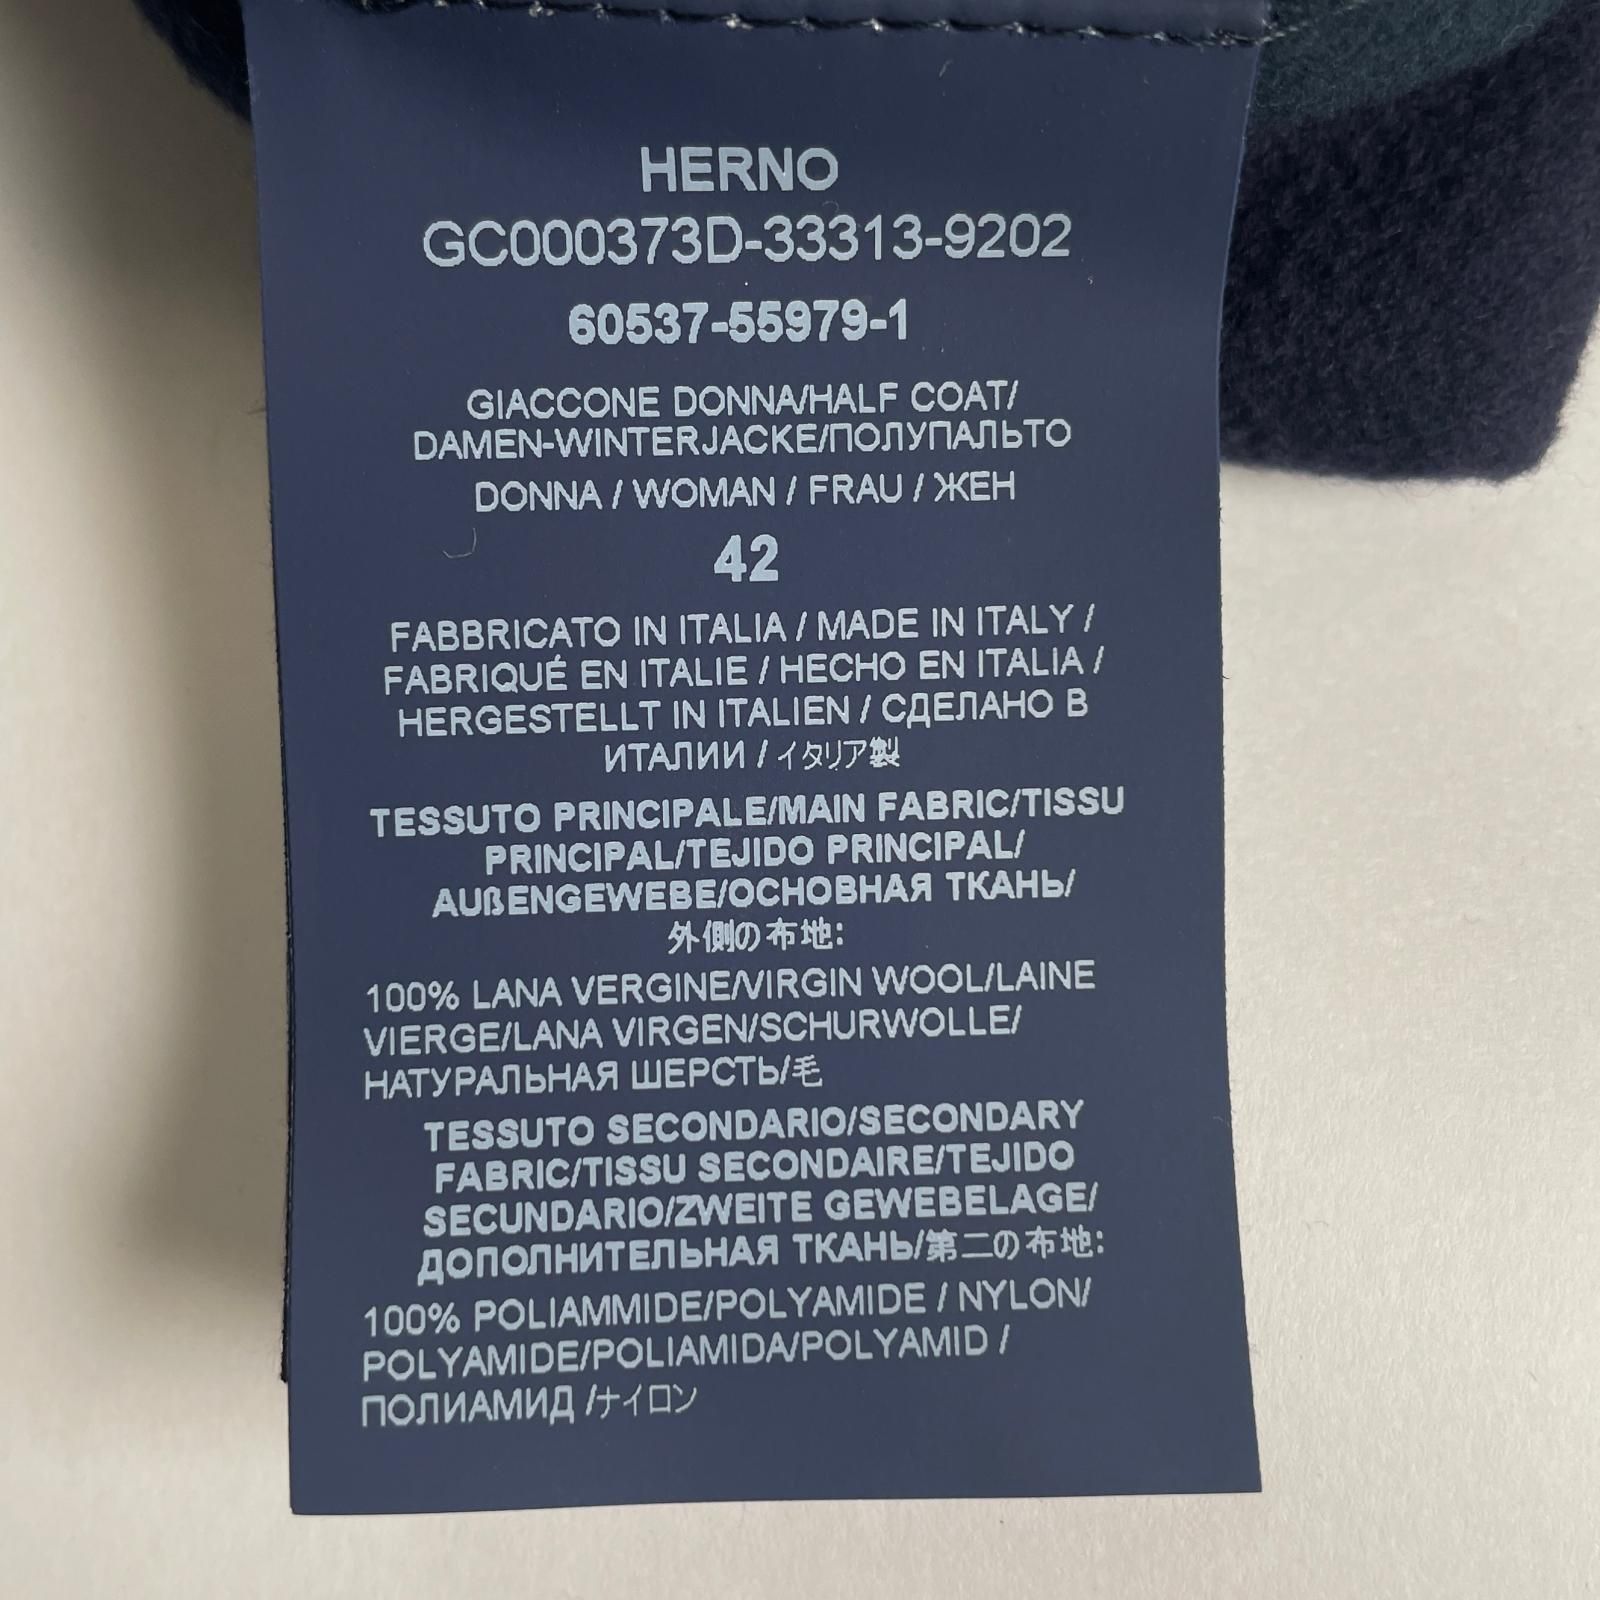 HERNO
GC000373D-33313-9202
60537-55979-1
GIACCONE DONNA/HALF COAT/
DAMEN-WINTERJACKE/ПОЛУПАЛЬТО
DONNA / WOMAN / FRAU / ЖЕН
42
FABBRICATO IN ITALIA / MADE IN ITALY /
FABRIQUÉ EN ITALIE / HECHO EN ITALIA /
HERGESTELLT IN ITALIEN / СДЕЛАНО В
ИТАЛИИ / イタリア製
TESSUTO PRINCIPALE/MAIN FABRIC/TISSU
PRINCIPAL/TEJIDO PRINCIPAL/
AUßENGEWEBE/ОСНОВНАЯ ТКАНЬ/
外側の布地:
100% LANA VERGINE/VIRGIN WOOL/LAINE
VIERGE/LANA VIRGEN/SCHURWOLLE/
НАТУРАЛЬНАЯ ШЕРСТЬ/毛
TESSUTO SECONDARIO/SECONDARY
FABRIC/TISSU SECONDAIRE/TEJIDO
SECUNDARIO/ZWEITE GEWEBELAGE/
ДОПОЛНИТЕЛЬНАЯ ТКАНЬ/第二の布地:
100% POLIAMMIDE/POLYAMIDE / NYLON/
POLYAMIDE/POLIAMIDA/POLYAMID /
ПОЛИАМИД /ナイロン